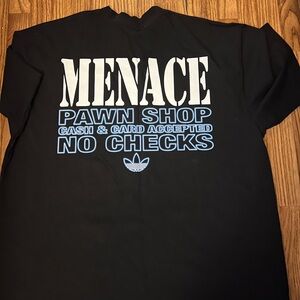 MENACE
PAWN SHOP
CASH & CARD ACCEPTED
NO CHECKS